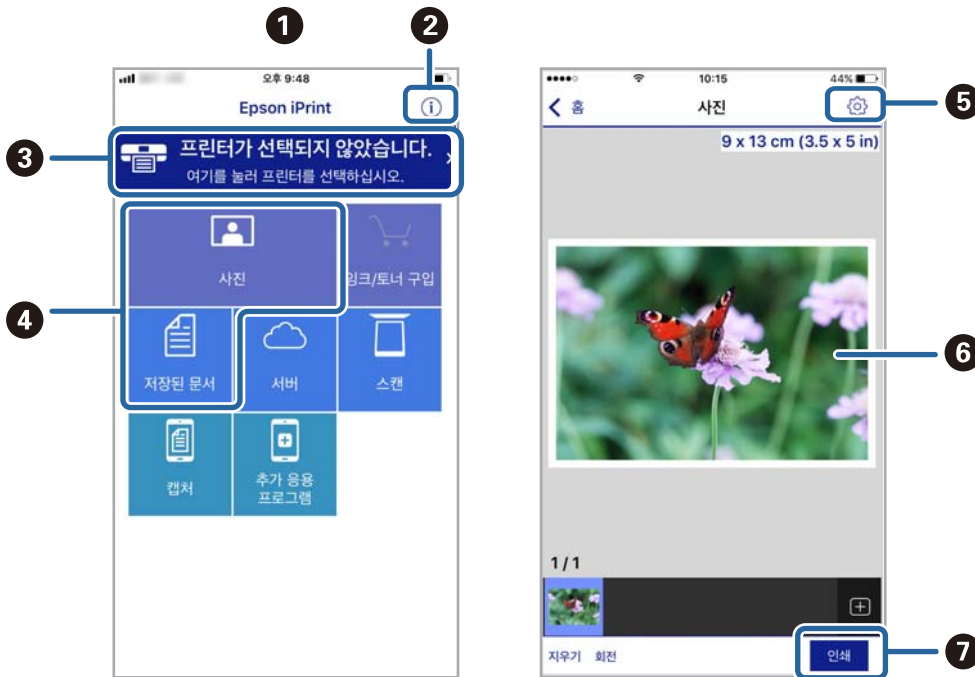 1
2
오후 9:48
Epson iPrint
3
프린터가 선택되지 않았습니다.
여기를 눌러 프린터를 선택하십시오.
4
사진
잉크/토너 구입
저장된 문서
서버
스캔
캡처
추가 응용
프로그램
10:15
44%
5
홈
사진
9 x 13 cm (3.5 x 5 in)
6
1 / 1
지우기
회전
인쇄
7